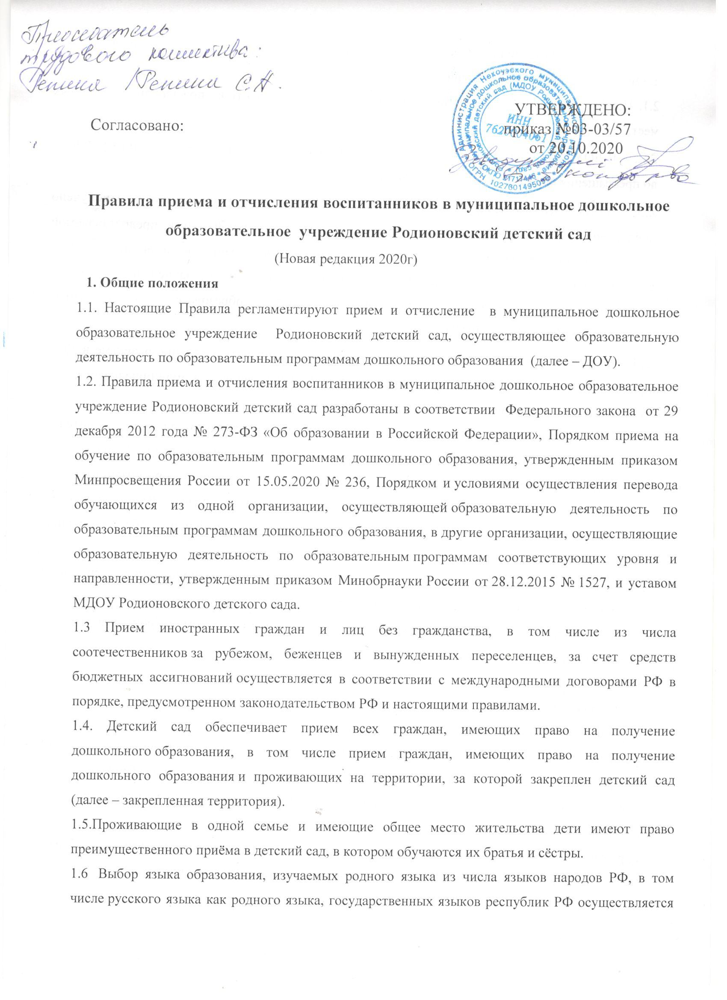 Председатель
трудового коллектива:
Репина /Репина С.Н.
Согласовано:
УТВЕРЖДЕНО:
приказ №03-03/57
от 20.10.2020
Заведующий
Администрация Некоузского муниципального района
ОГРН 1027601495090
муниципальное дошкольное образовательное учреждение
ОКПО 21717446
Родионовский детский сад (МДОУ Родионовский детский сад)
ИНН
7620004061
Правила приема и отчисления воспитанников в муниципальное дошкольное
образовательное учреждение Родионовский детский сад
(Новая редакция 2020г)
1. Общие положения
1.1. Настоящие Правила регламентируют прием и отчисление в муниципальное дошкольное
образовательное учреждение Родионовский детский сад, осуществляющее образовательную
деятельность по образовательным программам дошкольного образования (далее – ДОУ).
1.2. Правила приема и отчисления воспитанников в муниципальное дошкольное образовательное
учреждение Родионовский детский сад разработаны в соответствии Федерального закона от 29
декабря 2012 года № 273-ФЗ «Об образовании в Российской Федерации», Порядком приема на
обучение по образовательным программам дошкольного образования, утвержденным приказом
Минпросвещения России от 15.05.2020 № 236, Порядком и условиями осуществления перевода
обучающихся из одной организации, осуществляющей образовательную деятельность по
образовательным программам дошкольного образования, в другие организации, осуществляющие
образовательную деятельность по образовательным программам соответствующих уровня и
направленности, утвержденным приказом Минобрнауки России от 28.12.2015 № 1527, и уставом
МДОУ Родионовского детского сада.
1.3 Прием иностранных граждан и лиц без гражданства, в том числе из числа
соотечественников за рубежом, беженцев и вынужденных переселенцев, за счет средств
бюджетных ассигнований осуществляется в соответствии с международными договорами РФ в
порядке, предусмотренном законодательством РФ и настоящими правилами.
1.4. Детский сад обеспечивает прием всех граждан, имеющих право на получение
дошкольного образования, в том числе прием граждан, имеющих право на получение
дошкольного образования и проживающих на территории, за которой закреплен детский сад
(далее – закрепленная территория).
1.5.Проживающие в одной семье и имеющие общее место жительства дети имеют право
преимущественного приёма в детский сад, в котором обучаются их братья и сёстры.
1.6 Выбор языка образования, изучаемых родного языка из числа языков народов РФ, в том
числе русского языка как родного языка, государственных языков республик РФ осуществляется